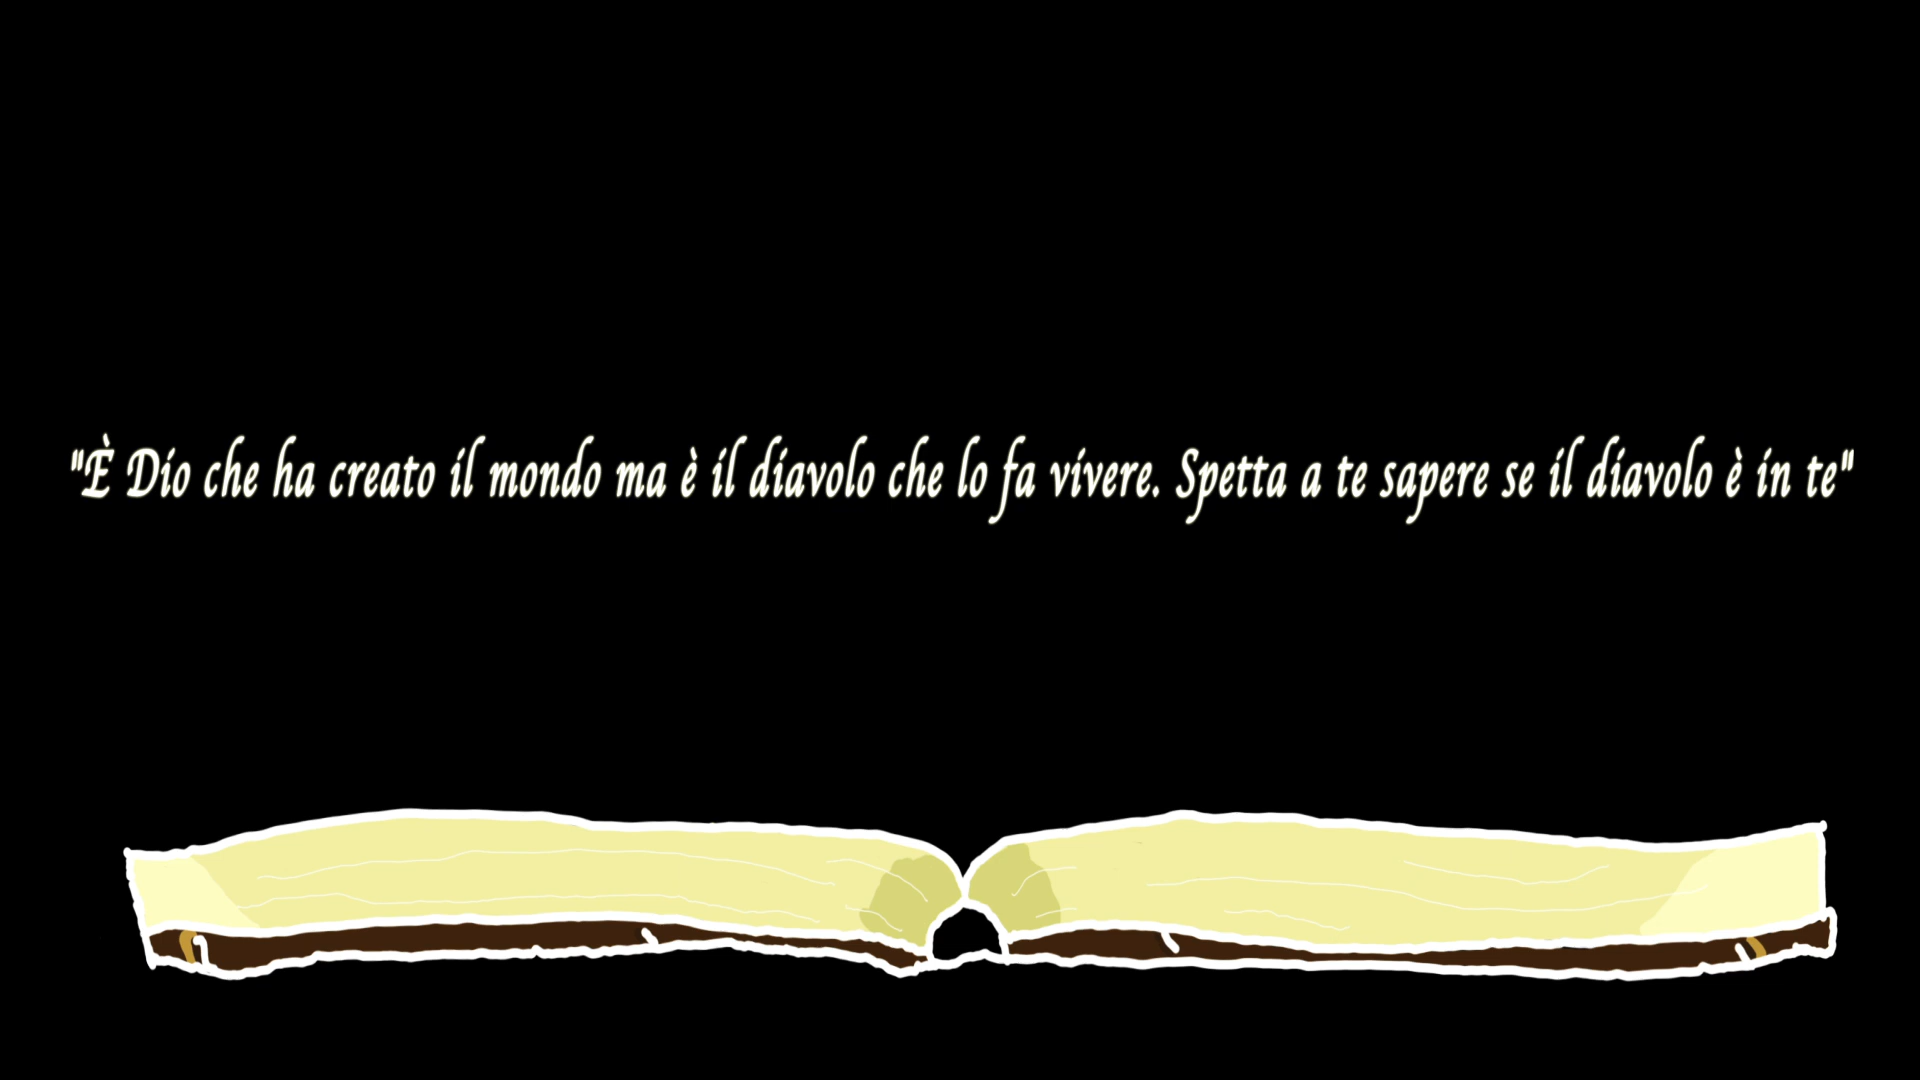 "È Dio che ha creato il mondo ma è il diavolo che lo fa vivere. Spetta a te sapere se il diavolo è in te"